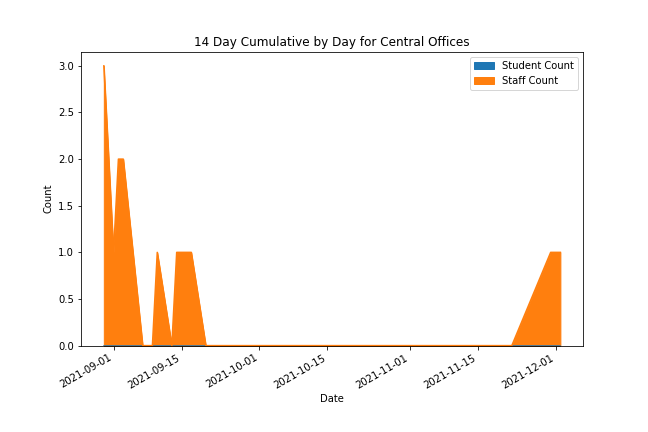 14 Day Cumulative by Day for Central Offices
Student Count
Staff Count
3.0
2.5
2.0
1.5
1.0
0.5
0.0
Count
2021-09-01
2021-09-15
2021-10-01
2021-10-15
2021-11-01
2021-11-15
2021-12-01
Date